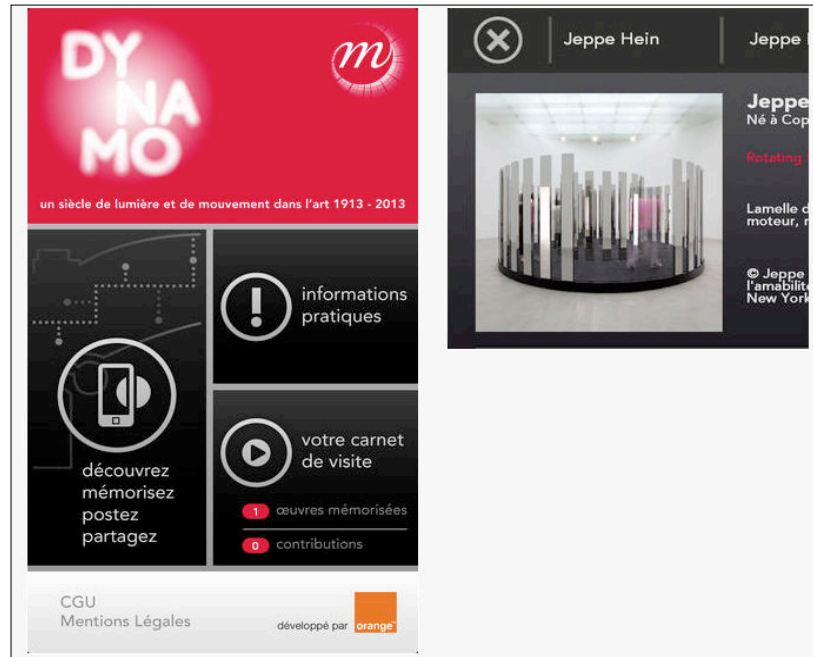 DY
NA
MO
m
un siècle de lumière et de mouvement dans l'art 1913 - 2013
informations
pratiques
découvrez
mémorisez
postez
partagez
votre carnet
de visite
1 œuvres mémorisées
0 contributions
CGU
Mentions Légales
développé par orange™
Jeppe Hein
Jeppe
Jeppe
Né à Cop
Rotating
Lamelle d
moteur, r
© Jeppe
l'amabilité
New York